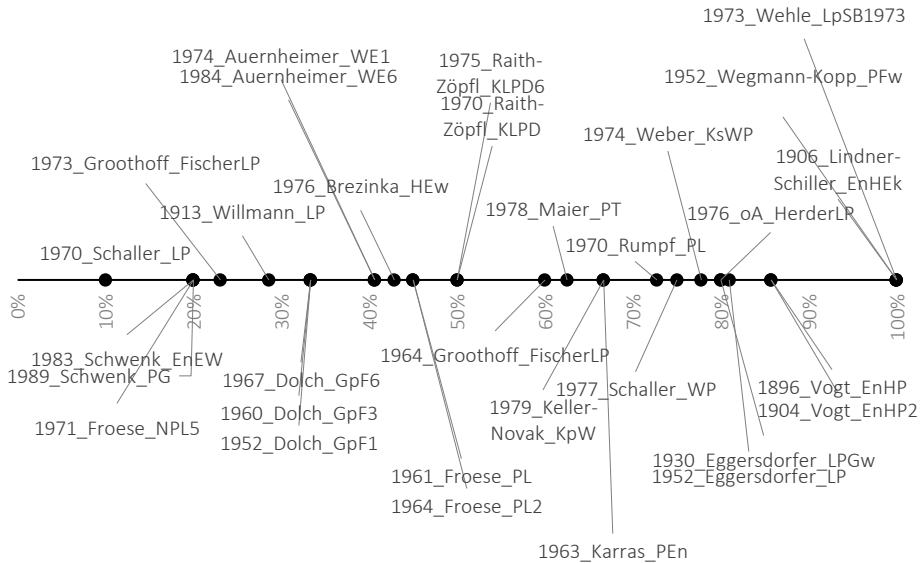 1973_Wehle_LpSB1973
1974_Auernheimer_WE1
1984_Auernheimer_WE6
1975_Raith-
Zöpfl_KLPD6
1970_Raith-
Zöpfl_KLPD
1952_Wegmann-Kopp_PFw
1974_Weber_KsWP
1906_Lindner-
Schiller_EnHEk
1973_Groothoff_FischerLP
1976_Brezinka_HEw
1913_Willmann_LP
1978_Maier_PT
1976_oA_HerderLP
1970_Schaller_LP
1970_Rumpf_PL
0%
10%
20%
30%
40%
50%
60%
70%
80%
90%
100%
1983_Schwenk_EnEW
1989_Schwenk_PG
1964_Groothoff_FischerLP
1967_Dolch_GpF6
1977_Schaller_WP
1896_Vogt_EnHP
1904_Vogt_EnHP2
1960_Dolch_GpF3
1979_Keller-
Novak_KpW
1971_Froese_NPL5
1952_Dolch_GpF1
1930_Eggersdorfer_LPGw
1952_Eggersdorfer_LP
1961_Froese_PL
1964_Froese_PL2
1963_Karras_PEn